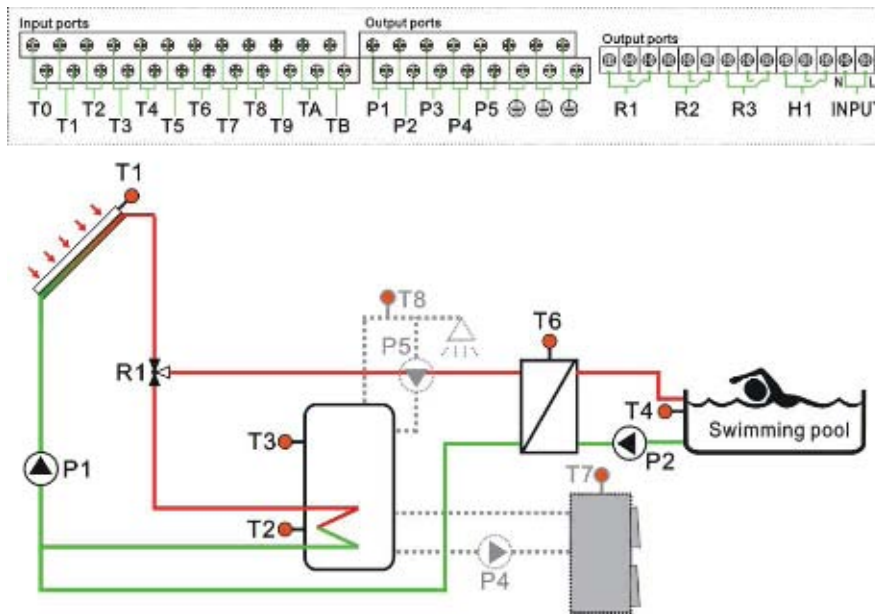 Input ports
Output ports
Output ports
T0 T2 T4 T6 T8 TA P1 P3 P5
T1 T3 T5 T7 T9 TB P2 P4
R1 R2 R3 H1 INPUT
N L
T1
T8
P5
T6
R1
T4
Swimming pool
T3
P2
P1
T7
T2
P4